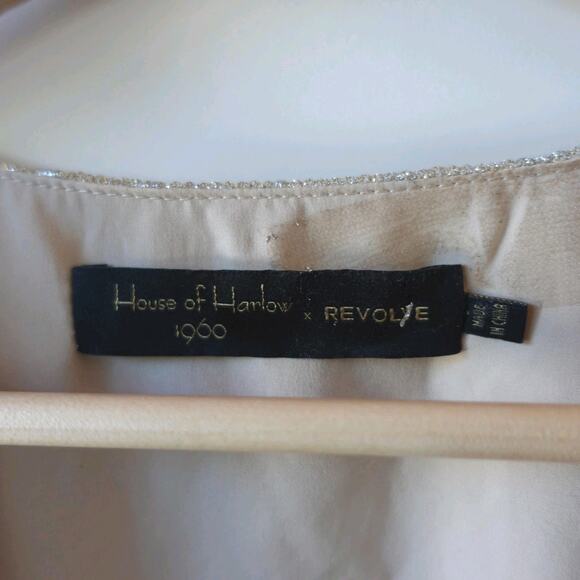 House of Harlow
1960
x REVOLVE
MADE
IN CHINA